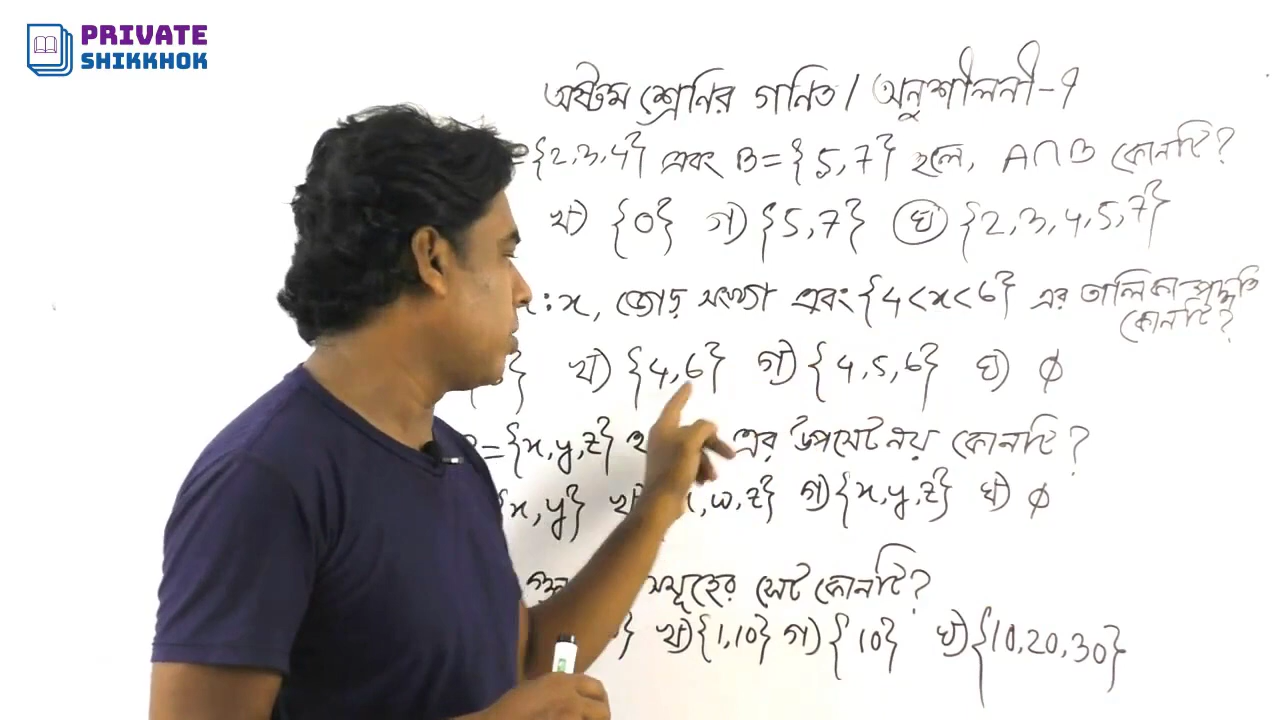 PRIVATE
SHIKKHOK
অষ্টম শ্রেনির গনিত / অনুশীলনী-৭
={2,3,4} এবং B={5,7} হলে, A∩B কোনটি?
খ) {0} গ) {5,7} ঘ) {2,3,4,5,7}
:x, জোড় সংখ্যা এবং {4<x<6} এর তালিকা পদ্ধতি
কোনটি?
খ) {4,6} গ) {4,5,6} ঘ) ∅
={x,y,z} এর উপসেট নয় কোনটি?
{x,y} খ) ,w,z} গ) {x,y,z} ঘ) ∅
সমূহের সেট কোনটি?
} খ) {1,10} গ) {10} ঘ) {10,20,30}